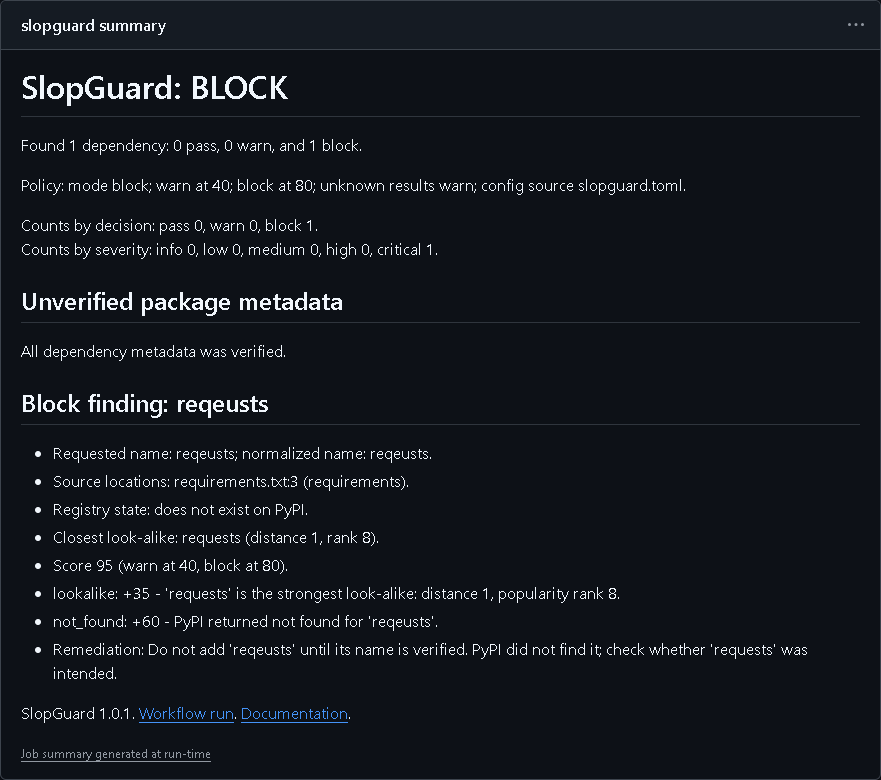 slopguard summary
SlopGuard: BLOCK
Found 1 dependency: 0 pass, 0 warn, and 1 block.
Policy: mode block; warn at 40; block at 80; unknown results warn; config source slopguard.toml.
Counts by decision: pass 0, warn 0, block 1.
Counts by severity: info 0, low 0, medium 0, high 0, critical 1.
Unverified package metadata
All dependency metadata was verified.
Block finding: reqeusts
Requested name: reqeusts; normalized name: reqeusts.
Source locations: requirements.txt:3 (requirements).
Registry state: does not exist on PyPI.
Closest look-alike: requests (distance 1, rank 8).
Score 95 (warn at 40, block at 80).
lookalike: +35 - 'requests' is the strongest look-alike: distance 1, popularity rank 8.
not_found: +60 - PyPI returned not found for 'reqeusts'.
Remediation: Do not add 'reqeusts' until its name is verified. PyPI did not find it; check whether 'requests' was
intended.
SlopGuard 1.0.1. Workflow run. Documentation.
Job summary generated at run-time